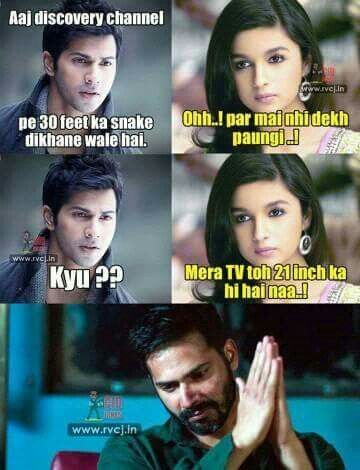 Aaj discovery channel
pe 30 feet ka snake
dikhane wale hai.
www.rvcj.in
Ohh..! par mai nhi dekh
paungi ..!
www.rvcj.in
Kyu ??
Mera TV toh 21 inch ka
hi hai naa..!
www.rvcj.in